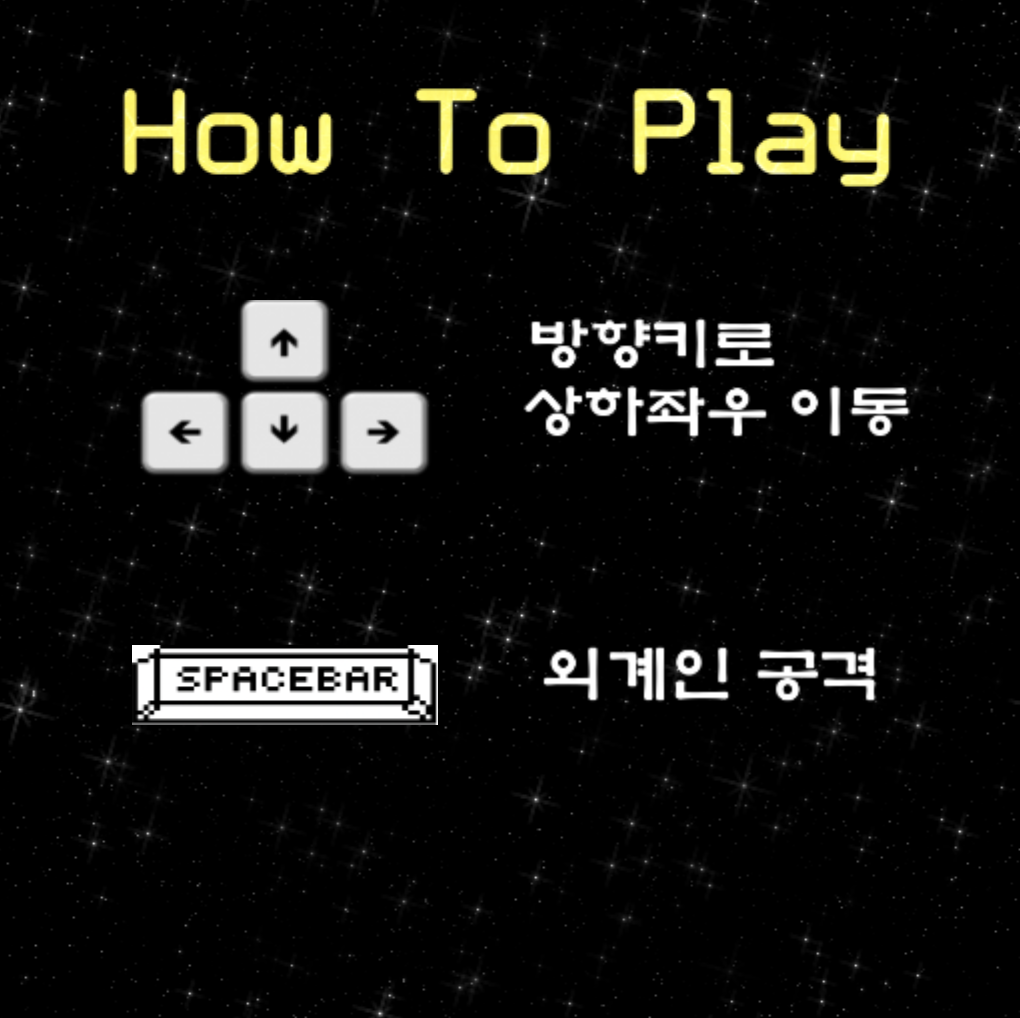 How To Play
↑
방향키로
상하좌우 이동
← ↓ →
SPACEBAR
외계인 공격